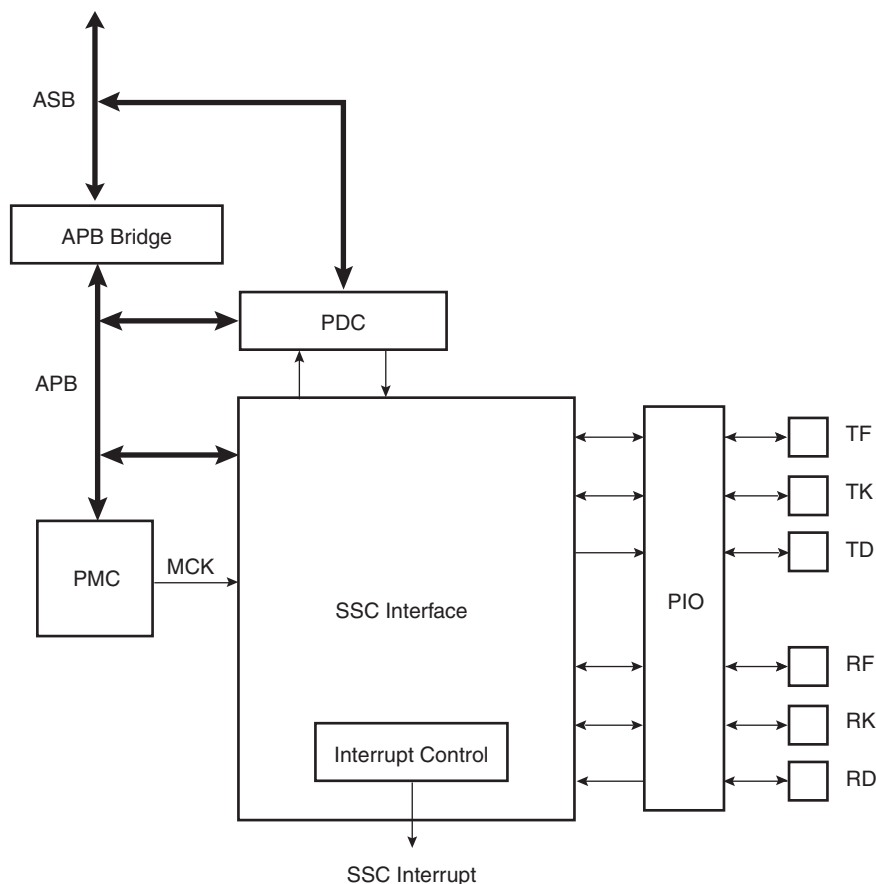 ASB
APB Bridge
PDC
APB
TF
TK
TD
PMC
MCK
SSC Interface
PIO
RF
RK
RD
Interrupt Control
SSC Interrupt